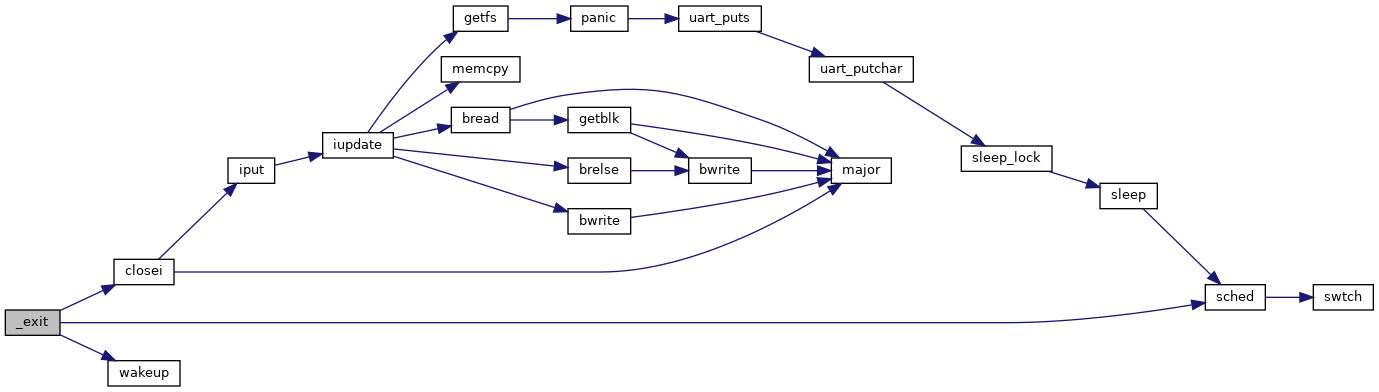 getfs
panic
uart_puts
memcpy
uart_putchar
bread
getblk
iupdate
sleep_lock
iput
brelse
bwrite
major
sleep
bwrite
closei
sched
swtch
_exit
wakeup